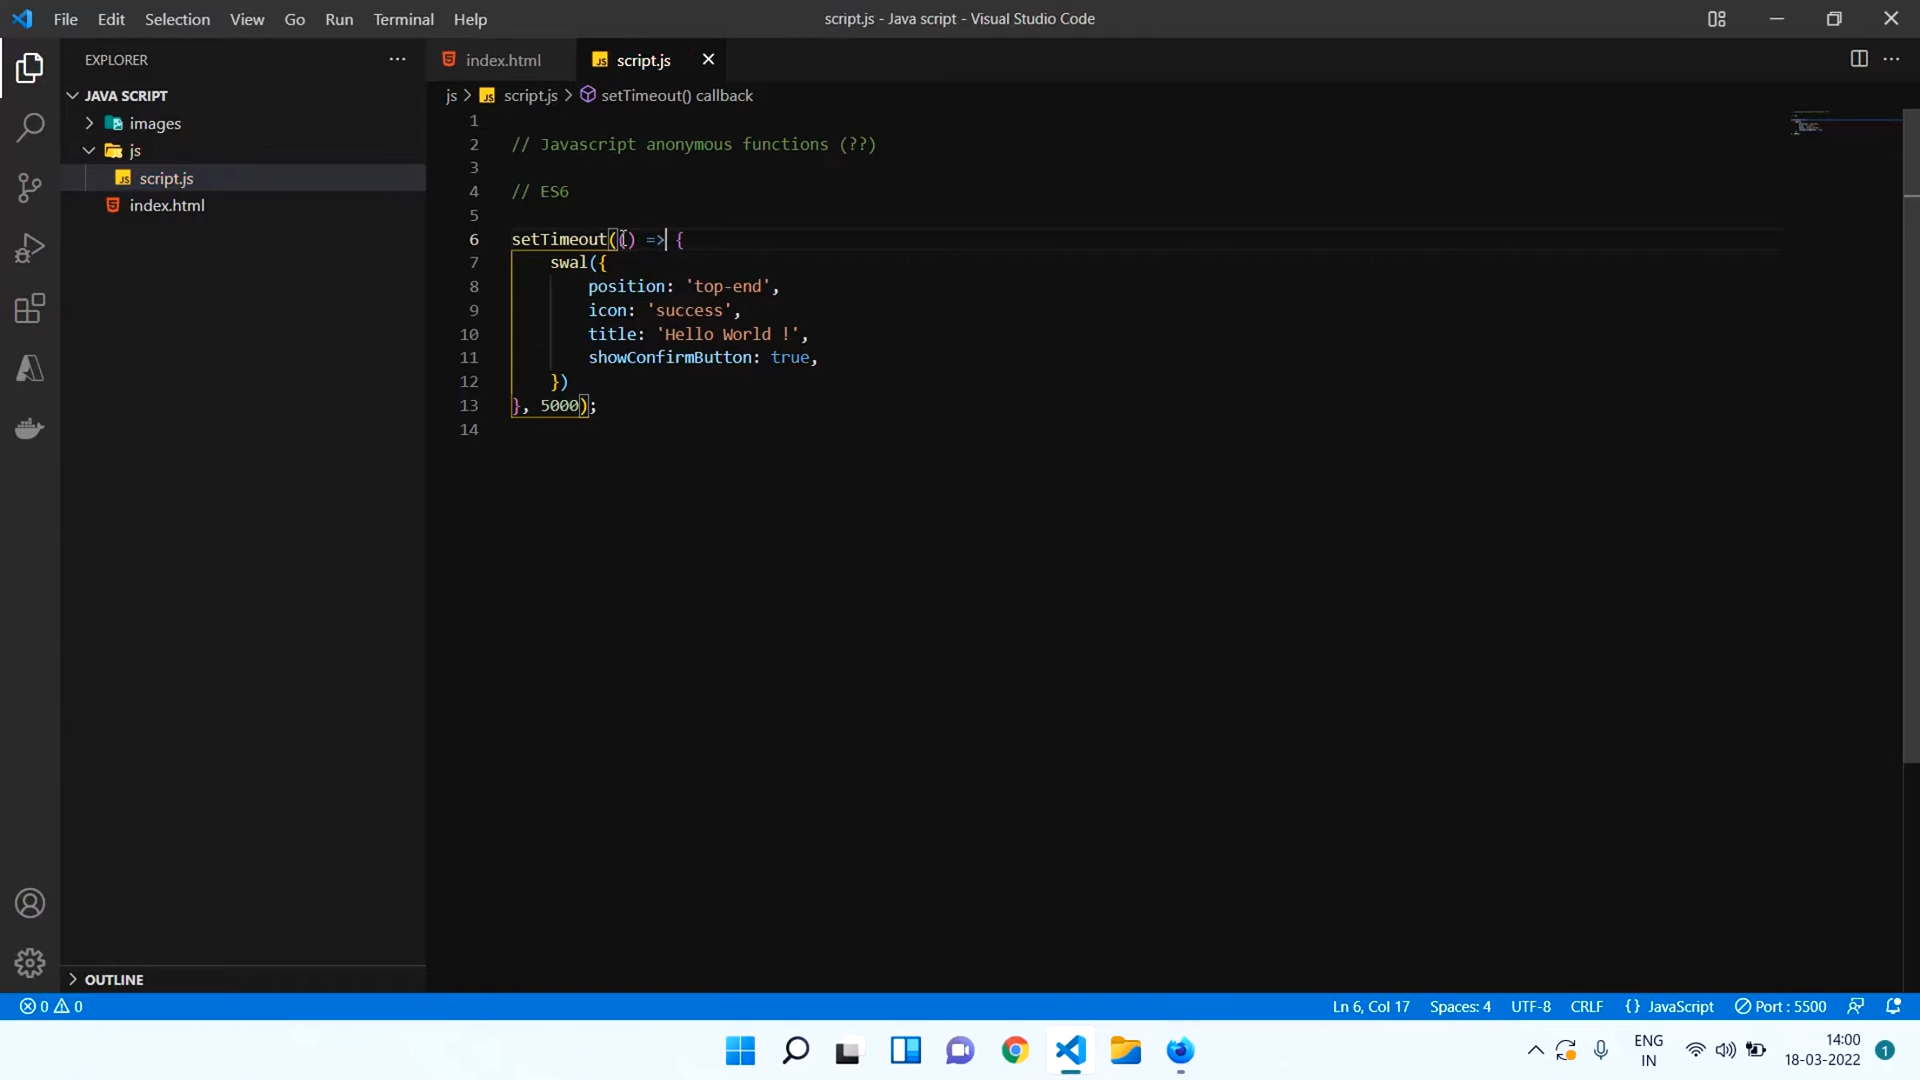 File Edit Selection View Go Run Terminal Help
script.js - Java script - Visual Studio Code
EXPLORER
JAVA SCRIPT
images
js
JS script.js
index.html
OUTLINE
index.html
JS script.js
js > JS script.js > setTimeout() callback
1
2 // Javascript anonymous functions (??)
3
4 // ES6
5
6 setTimeout(() => {
7 swal({
8 position: 'top-end',
9 icon: 'success',
10 title: 'Hello World !',
11 showConfirmButton: true,
12 })
13 }, 5000);
14
0 0
Ln 6, Col 17 Spaces: 4 UTF-8 CRLF {} JavaScript Port : 5500
ENG
IN
14:00
18-03-2022
1